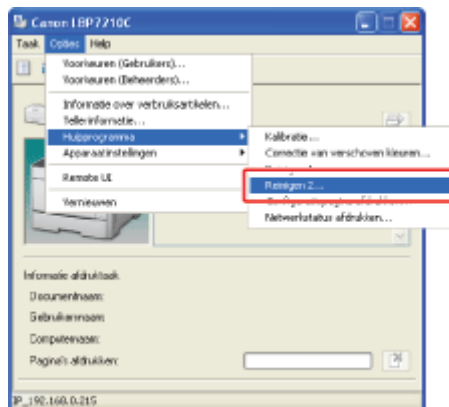 Canon LBP7210C
Taak Opties Help
Voorkeuren (Gebruikers)...
Voorkeuren (Beheerders)...
Informatie over verbruiksartikelen...
Tellerinformatie...
Hulpprogramma
Kalibratie...
Apparaatinstellingen
Correctie van verschoven kleuren...
Remote UI
Reinigen 2...
Vernieuwen
Netwerkstatus afdrukken...
Informatie afdruktaak
Documentnaam:
Gebruikersnaam:
Computernaam:
Pagina's afdrukken:
IP_192.168.0.215